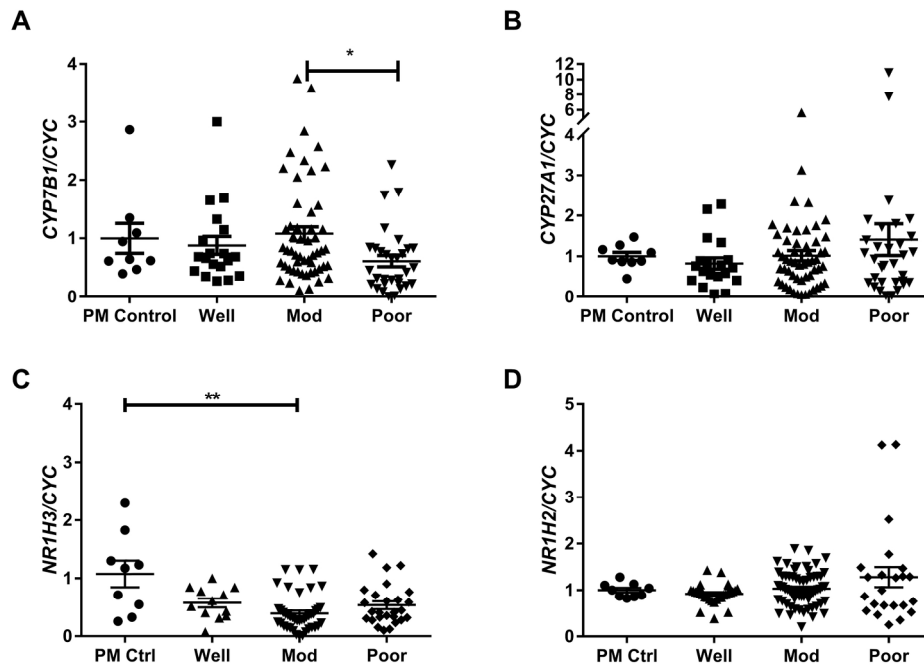 A
CYP7B1/CYC
4
3
2
1
0
*
PM Control Well Mod Poor
B
CYP27A1/CYC
12
10
8
6
4
3
2
1
0
PM Control Well Mod Poor
C
NR1H3/CYC
4
3
2
1
0
**
PM Ctrl Well Mod Poor
D
NR1H2/CYC
5
4
3
2
1
0
PM Ctrl Well Mod Poor